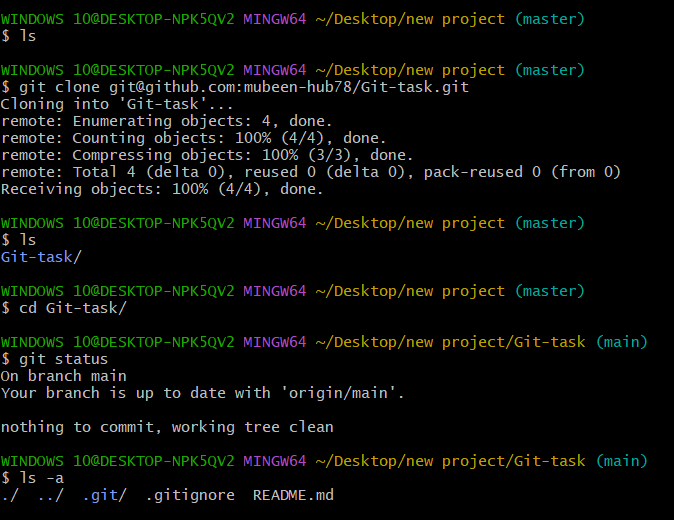 WINDOWS 10@DESKTOP-NPK5QV2 MINGW64 ~/Desktop/new project (master)
$ ls
WINDOWS 10@DESKTOP-NPK5QV2 MINGW64 ~/Desktop/new project (master)
$ git clone git@github.com:mubeen-hub78/Git-task.git
Cloning into 'Git-task'...
remote: Enumerating objects: 4, done.
remote: Counting objects: 100% (4/4), done.
remote: Compressing objects: 100% (3/3), done.
remote: Total 4 (delta 0), reused 0 (delta 0), pack-reused 0 (from 0)
Receiving objects: 100% (4/4), done.
WINDOWS 10@DESKTOP-NPK5QV2 MINGW64 ~/Desktop/new project (master)
$ ls
Git-task/
WINDOWS 10@DESKTOP-NPK5QV2 MINGW64 ~/Desktop/new project (master)
$ cd Git-task/
WINDOWS 10@DESKTOP-NPK5QV2 MINGW64 ~/Desktop/new project/Git-task (main)
$ git status
On branch main
Your branch is up to date with 'origin/main'.
nothing to commit, working tree clean
WINDOWS 10@DESKTOP-NPK5QV2 MINGW64 ~/Desktop/new project/Git-task (main)
$ ls -a
./  ../  .git/  .gitignore  README.md